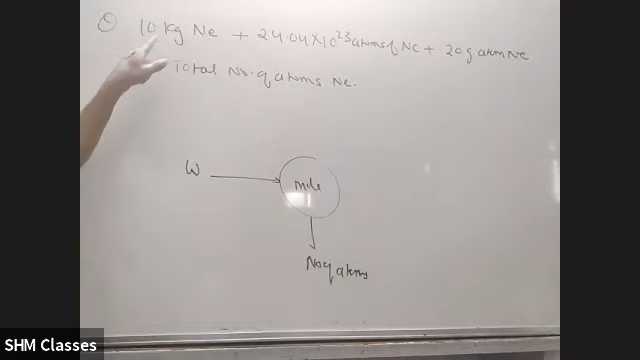 ① 10 kg Ne + 24.04 × 10²³ atoms of Ne + 20 g atom Ne
Total No. of atoms Ne.
W
mole
No of atoms
SHM Classes